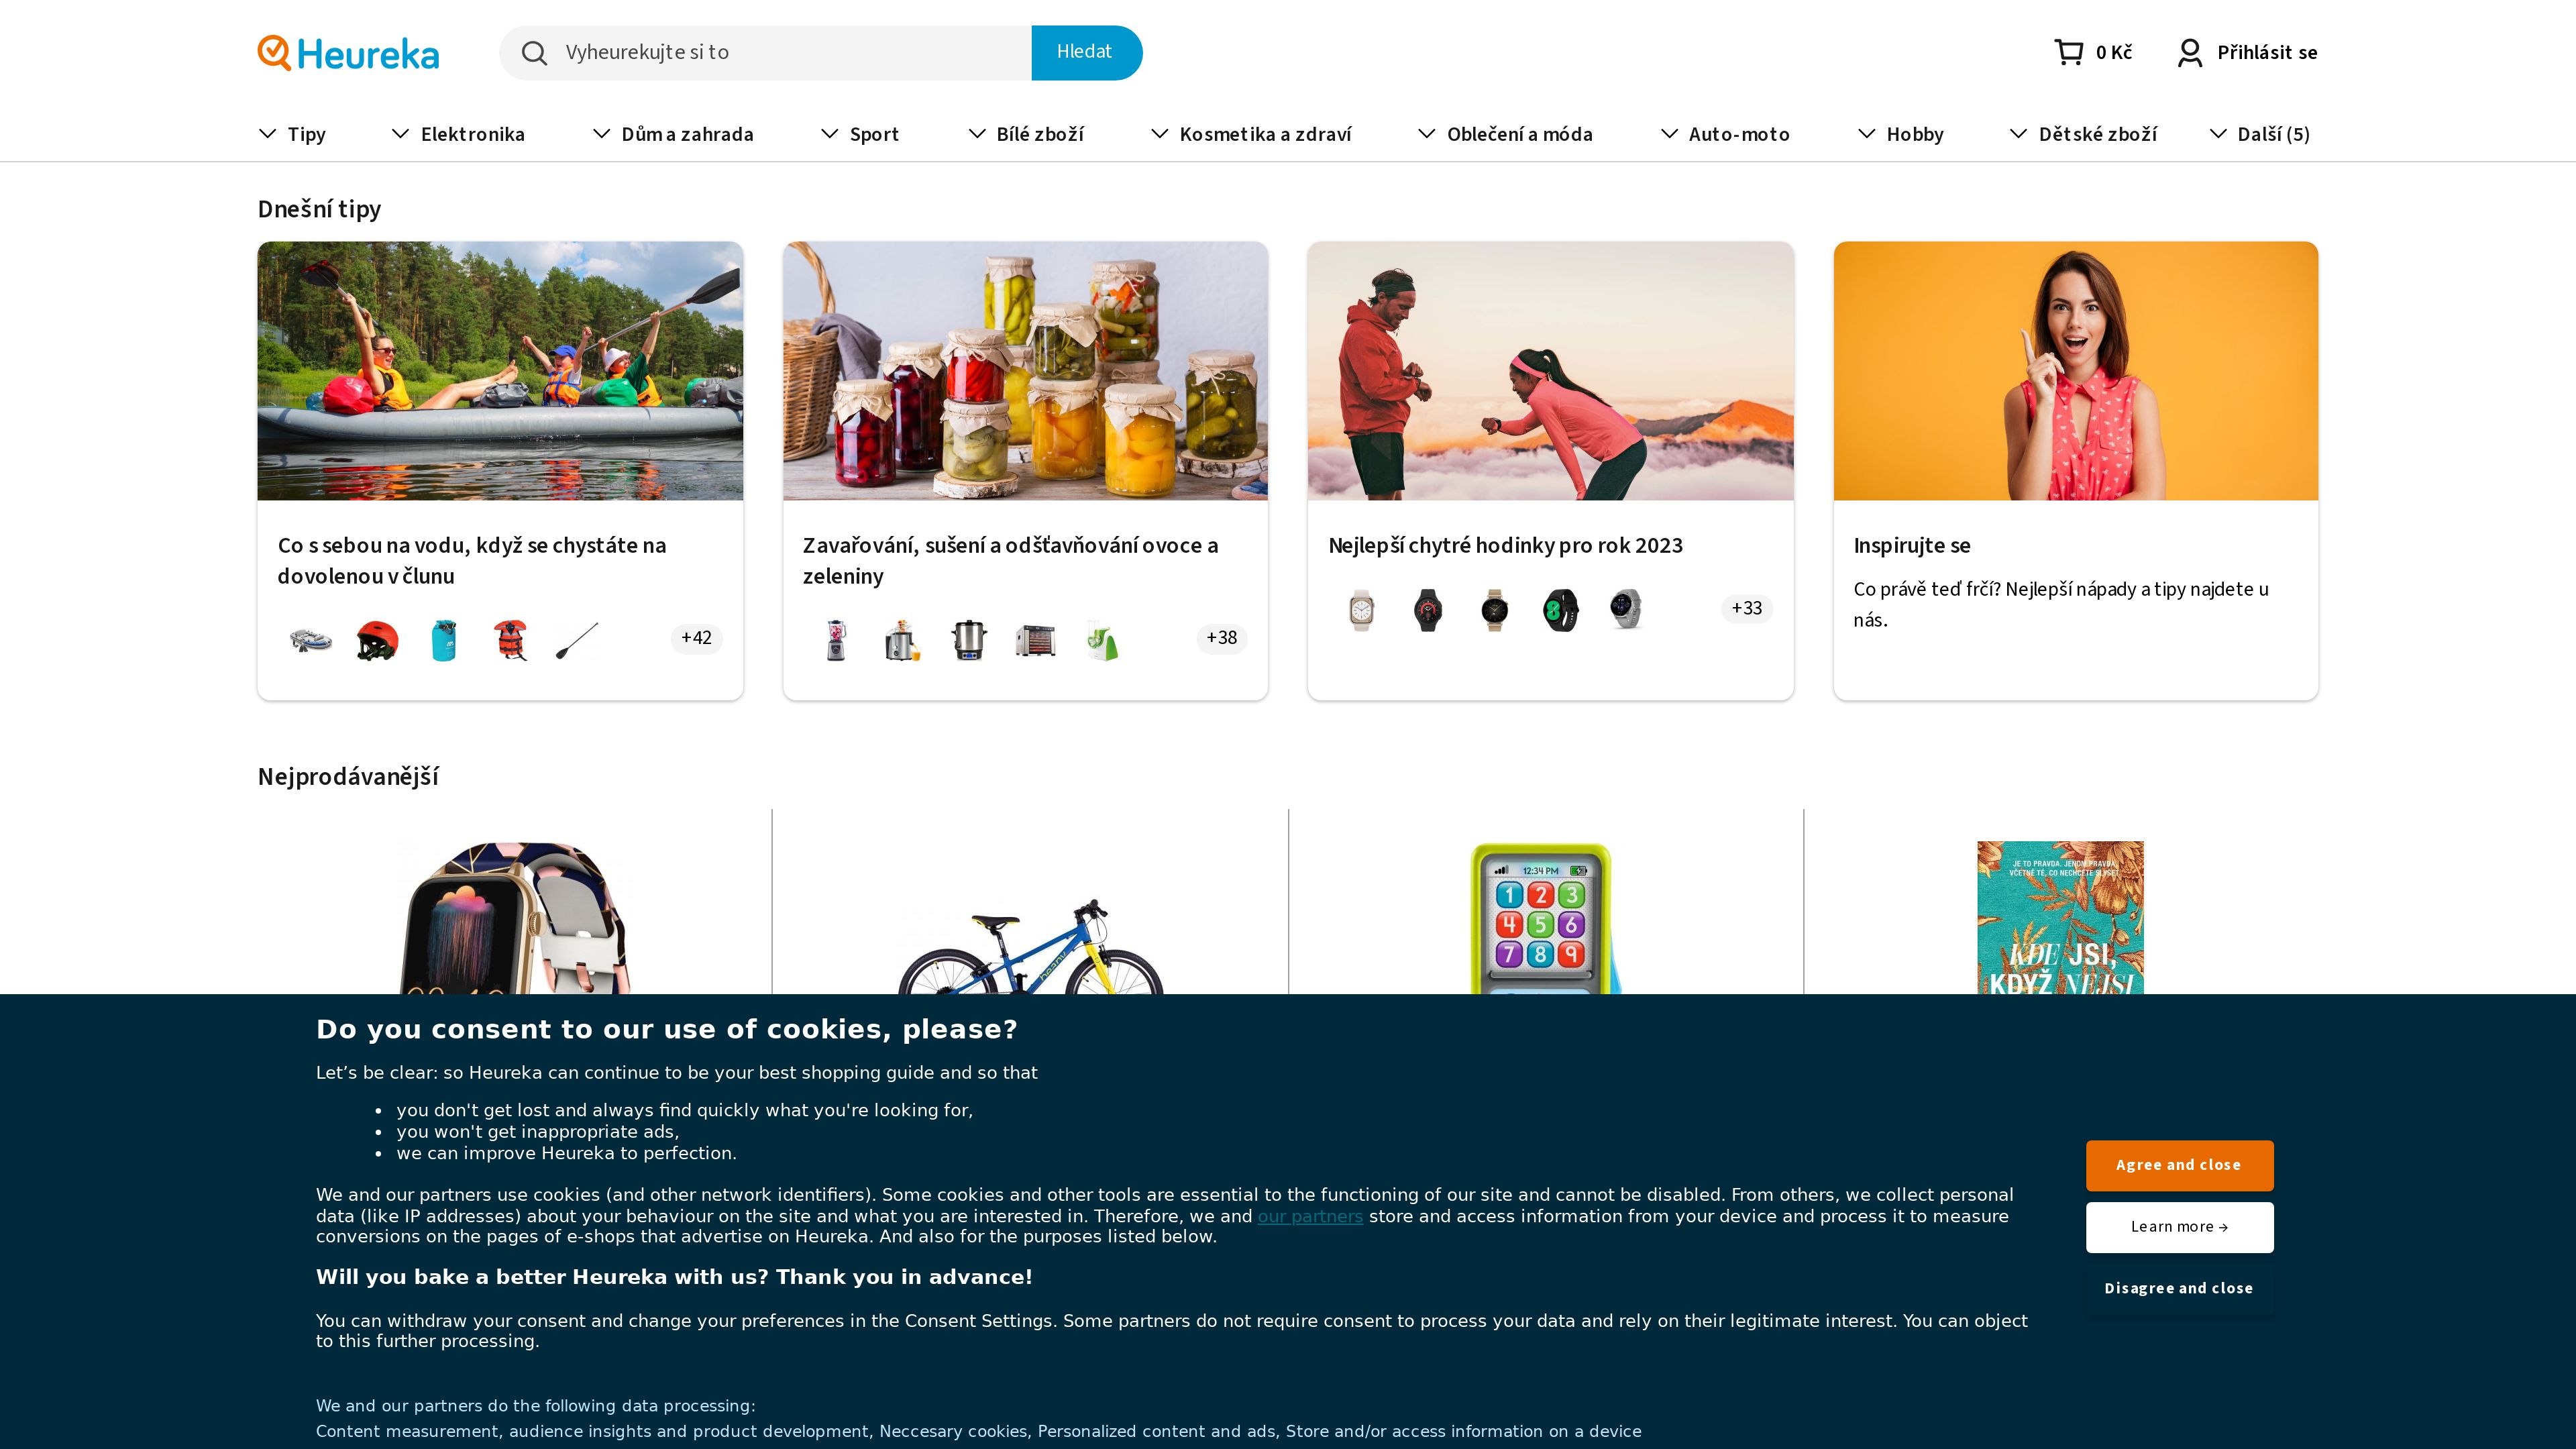 Heureka
Vyheurekujte si to
Hledat
0 Kč
Přihlásit se
Tipy
Elektronika
Dům a zahrada
Sport
Bílé zboží
Kosmetika a zdraví
Oblečení a móda
Auto-moto
Hobby
Dětské zboží
Další (5)
Dnešní tipy
Co s sebou na vodu, když se chystáte na
dovolenou v člunu
+42
Zavařování, sušení a odšťavňování ovoce a
zeleniny
+38
Nejlepší chytré hodinky pro rok 2023
+33
Inspirujte se
Co právě teď frčí? Nejlepší nápady a tipy najdete u
nás.
Nejprodávanější
12:34 PM
1 2 3
4 5 6
7 8 9
JE TO PRAVDA. JENOM PRAVDA,
VČETNĚ TÉ, CO NECHCETE SLYŠET
KDE JSI,
KDYŽ NEJSI
Do you consent to our use of cookies, please?
Let’s be clear: so Heureka can continue to be your best shopping guide and so that
• you don't get lost and always find quickly what you're looking for,
• you won't get inappropriate ads,
• we can improve Heureka to perfection.
We and our partners use cookies (and other network identifiers). Some cookies and other tools are essential to the functioning of our site and cannot be disabled. From others, we collect personal
data (like IP addresses) about your behaviour on the site and what you are interested in. Therefore, we and our partners store and access information from your device and process it to measure
conversions on the pages of e-shops that advertise on Heureka. And also for the purposes listed below.
Will you bake a better Heureka with us? Thank you in advance!
You can withdraw your consent and change your preferences in the Consent Settings. Some partners do not require consent to process your data and rely on their legitimate interest. You can object
to this further processing.
We and our partners do the following data processing:
Content measurement, audience insights and product development, Neccesary cookies, Personalized content and ads, Store and/or access information on a device
Agree and close
Learn more →
Disagree and close